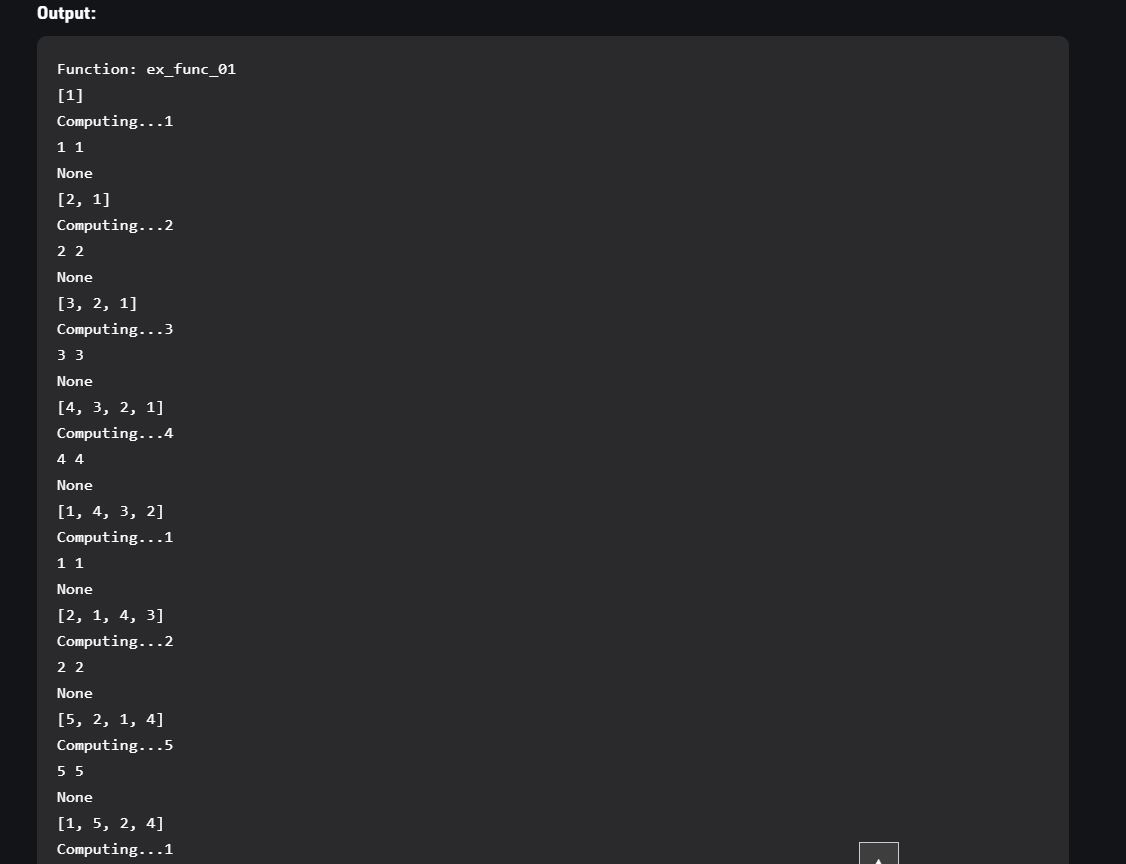 Output:
Function: ex_func_01
[1]
Computing...1
1 1
None
[2, 1]
Computing...2
2 2
None
[3, 2, 1]
Computing...3
3 3
None
[4, 3, 2, 1]
Computing...4
4 4
None
[1, 4, 3, 2]
Computing...1
1 1
None
[2, 1, 4, 3]
Computing...2
2 2
None
[5, 2, 1, 4]
Computing...5
5 5
None
[1, 5, 2, 4]
Computing...1